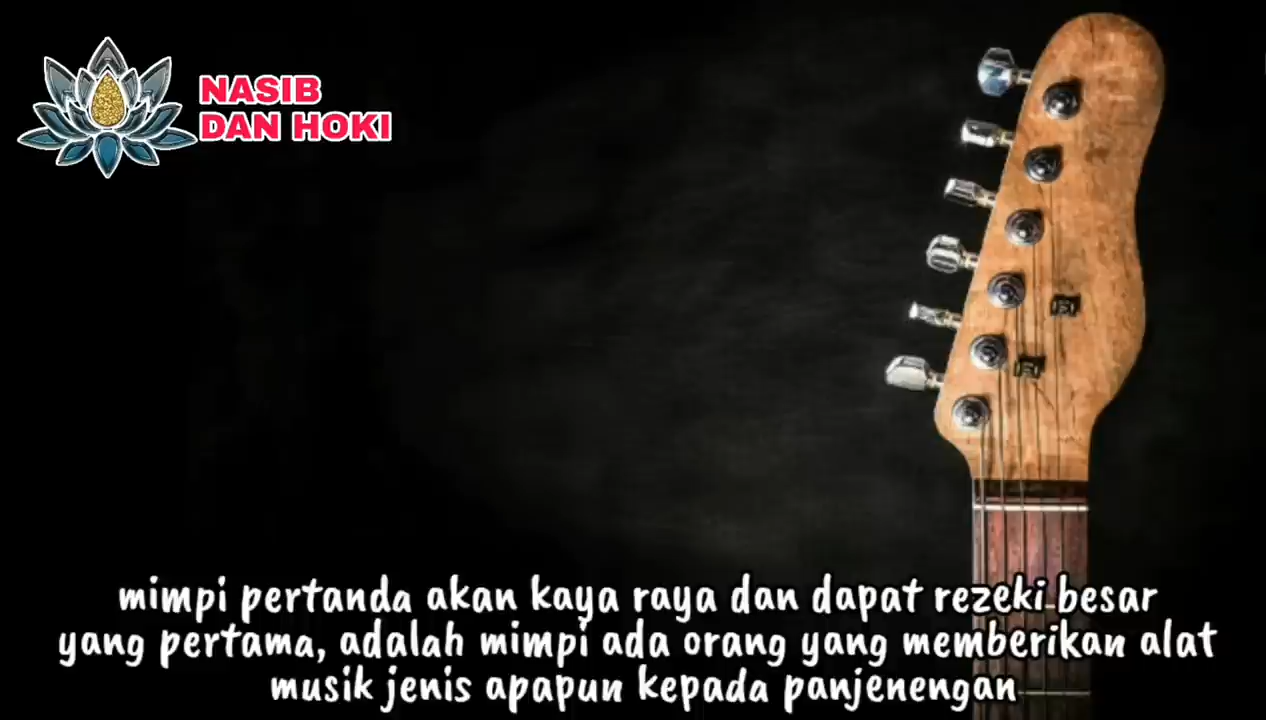 NASIB
DAN HOKI
mimpi pertanda akan kaya raya dan dapat rezeki besar
yang pertama, adalah mimpi ada orang yang memberikan alat
musik jenis apapun kepada panjenengan